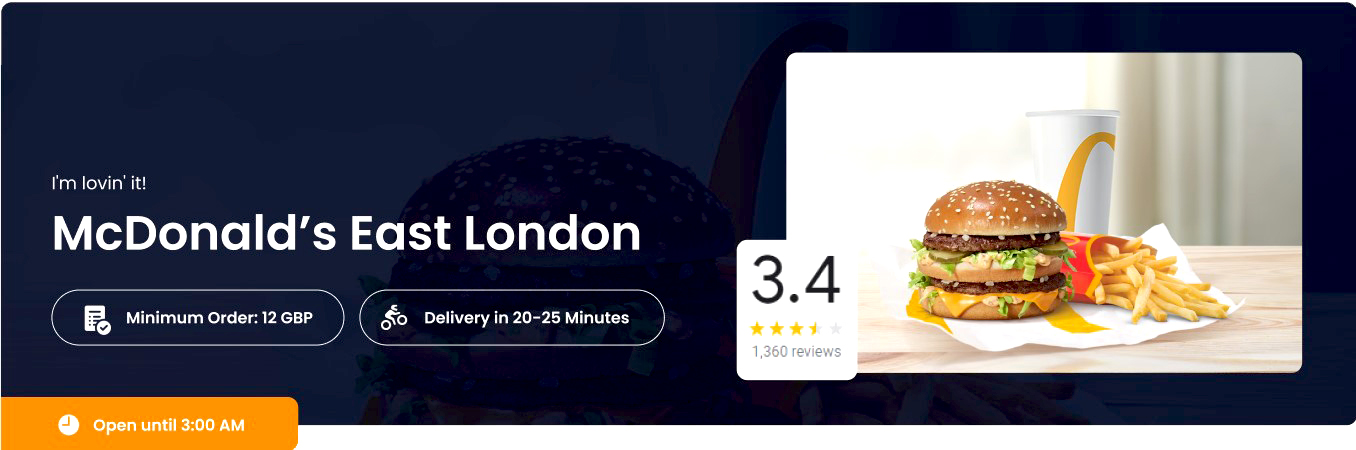 I'm lovin' it!
McDonald’s East London
Minimum Order: 12 GBP
Delivery in 20-25 Minutes
3.4
1,360 reviews
Open until 3:00 AM